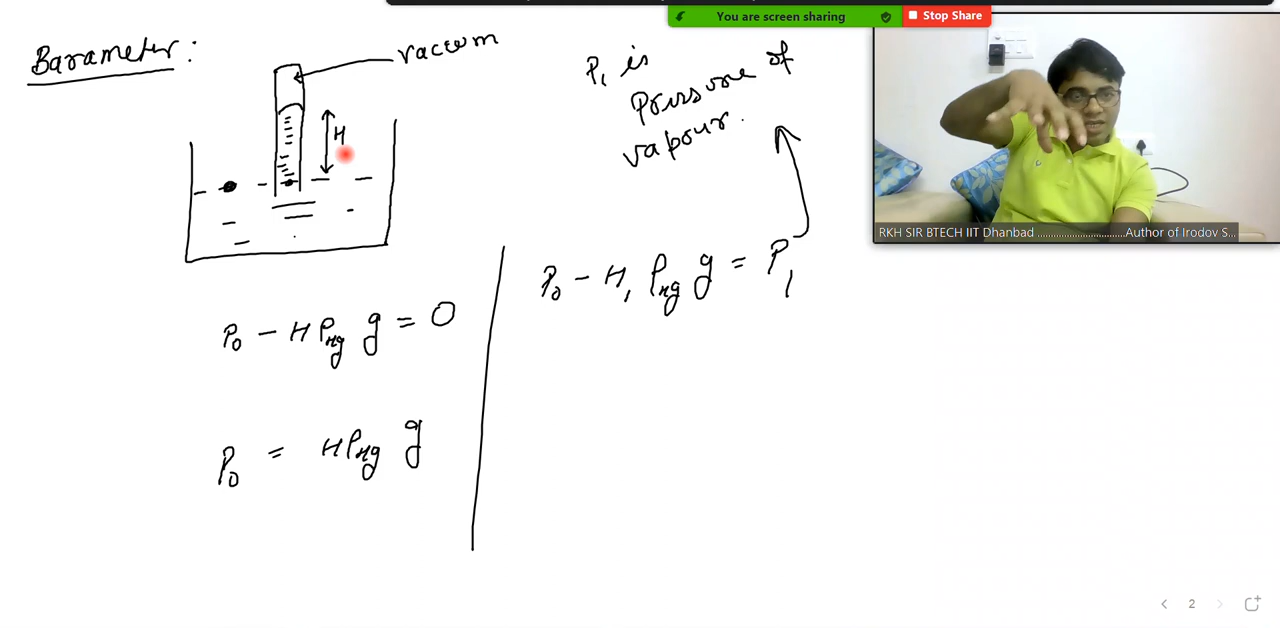 You are screen sharing
Stop Share
Barameter :
vaccum
H
P₁ is
Pressure of
vapour.
RKH SIR BTECH IIT Dhanbad ..............................Author of Irodov S...
P₀ − H ρHg g = 0
P₀ = H ρHg g
P₀ − H₁ ρHg g = P₁
2